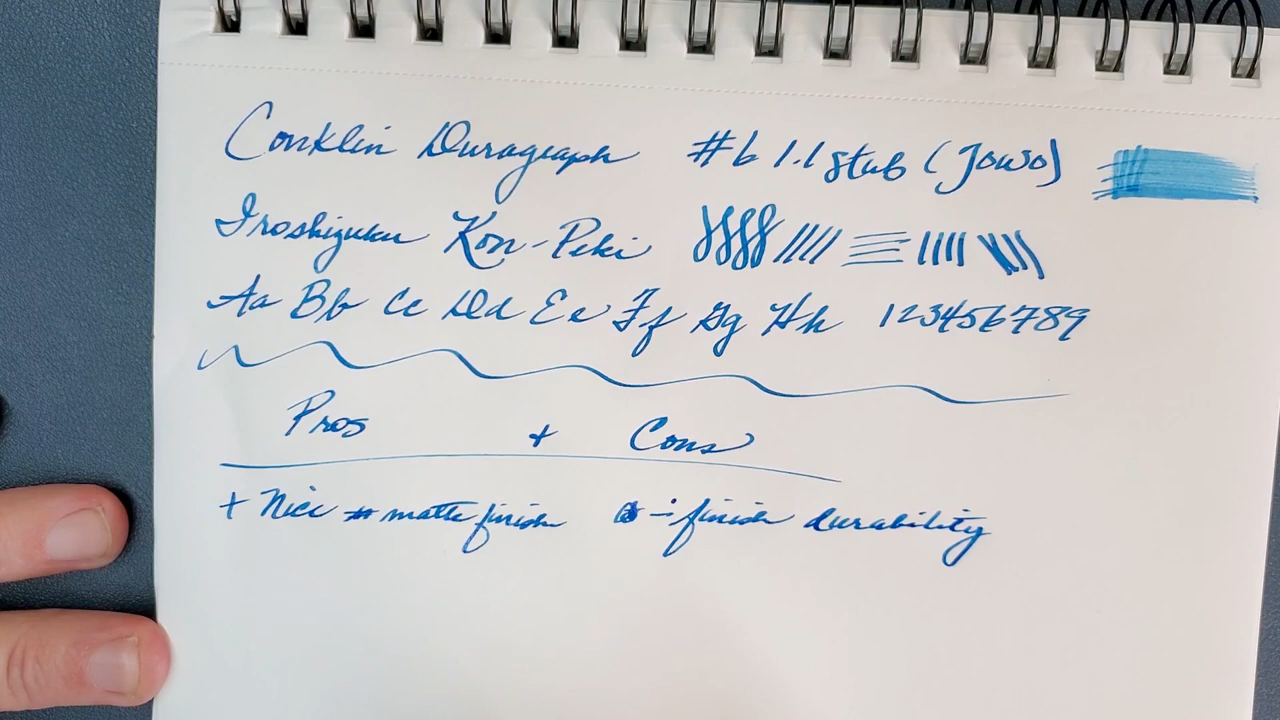 Conklin Duragraph #6 1.1 stub (Jowo)
Iroshizuku Kon-Peki
Aa Bb Cc Dd Ee Ff Gg Hh 123456789
Pros + Cons
+ Nice matte finish - finish durability